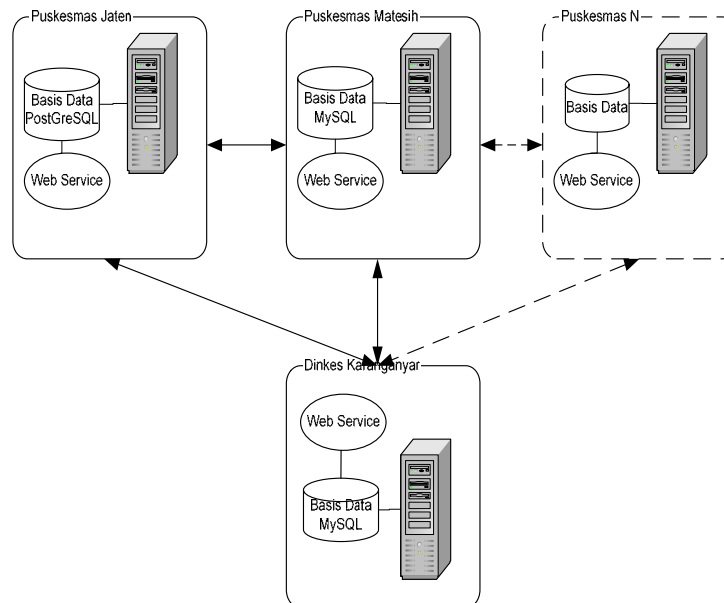 Puskesmas Jaten
Basis Data
PostGreSQL
Web Service
Puskesmas Matesih
Basis Data
MySQL
Web Service
Puskesmas N
Basis Data
Web Service
Dinkes Karanganyar
Web Service
Basis Data
MySQL